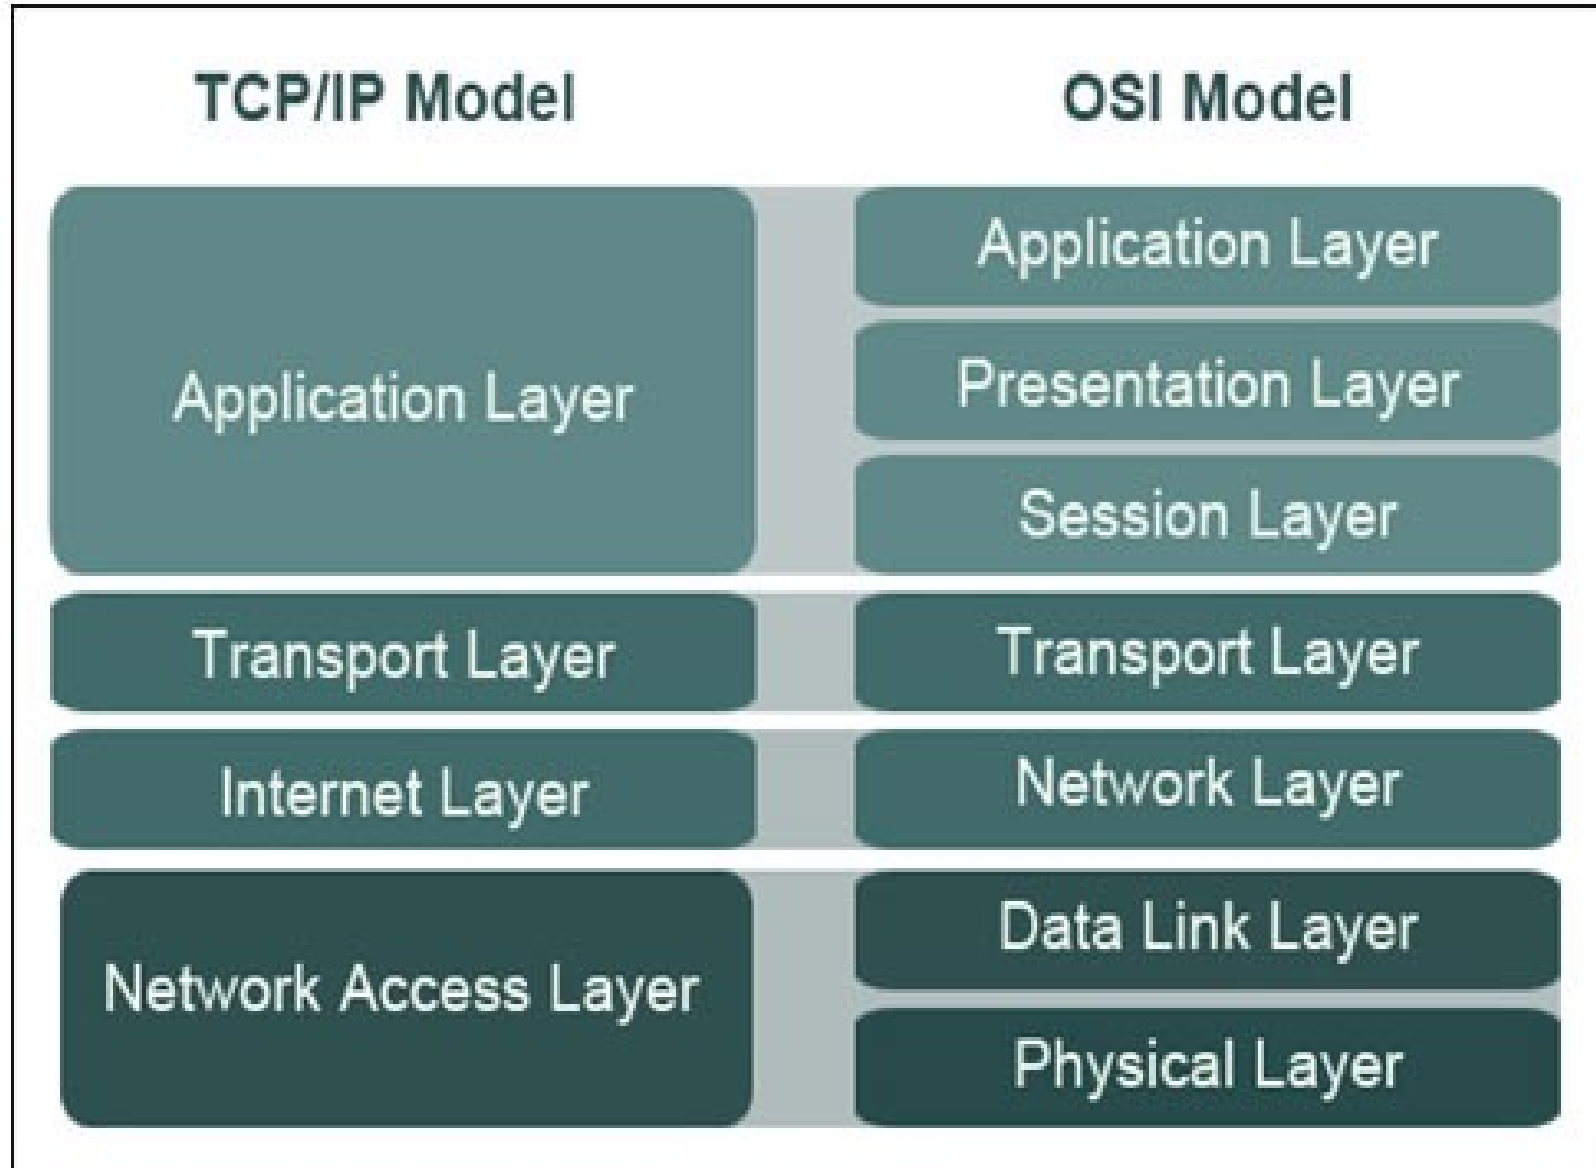 TCP/IP Model
OSI Model
Application Layer
Application Layer
Presentation Layer
Session Layer
Transport Layer
Transport Layer
Internet Layer
Network Layer
Network Access Layer
Data Link Layer
Physical Layer